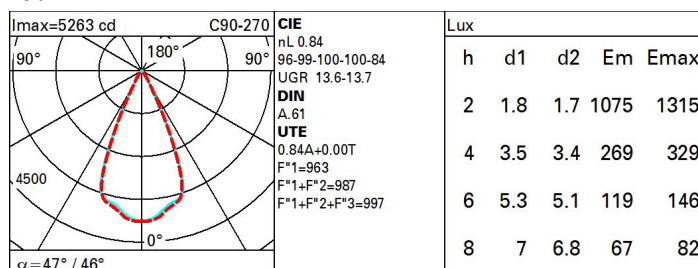 Imax=5263 cd C90-270
90° 180° 90°
4500
0°
α=47° / 46°
CIE
nL 0.84
96-99-100-100-84
UGR 13.6-13.7
DIN
A.61
UTE
0.84A+0.00T
F"1=963
F"1+F"2=987
F"1+F"2+F"3=997
Lux
h d1 d2 Em Emax
2 1.8 1.7 1075 1315
4 3.5 3.4 269 329
6 5.3 5.1 119 146
8 7 6.8 67 82